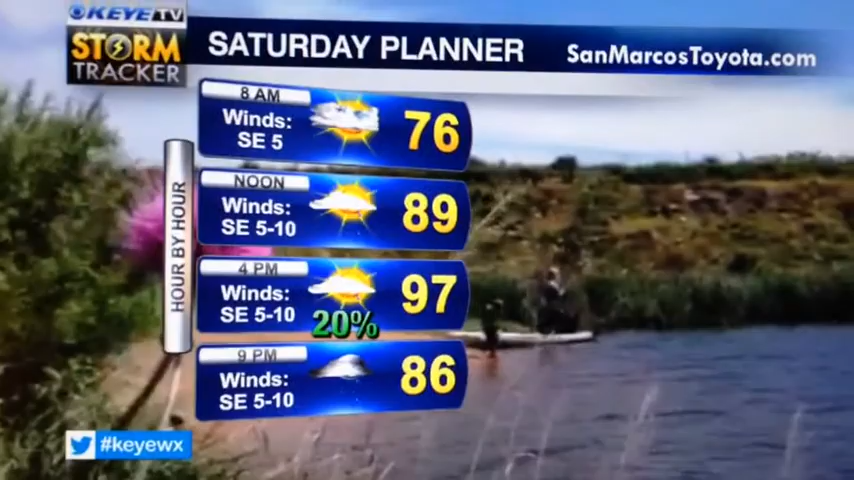 KEYE TV
STORM
TRACKER
SATURDAY PLANNER
SanMarcosToyota.com
HOUR BY HOUR
8 AM
Winds:
SE 5
76
NOON
Winds:
SE 5-10
89
4 PM
Winds:
SE 5-10
20%
97
9 PM
Winds:
SE 5-10
86
#keyewx